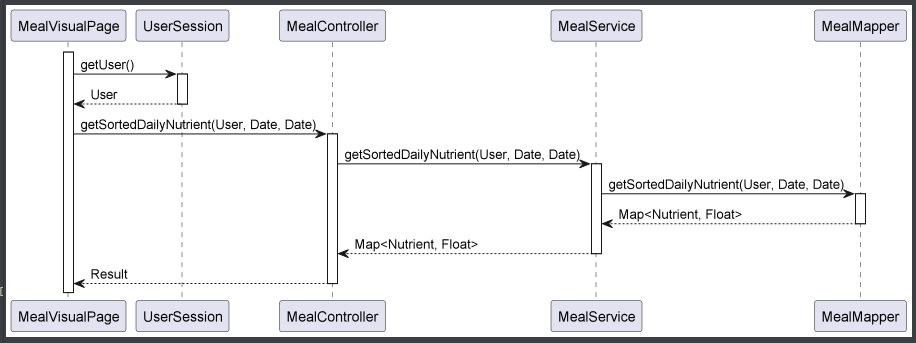 MealVisualPage UserSession MealController MealService MealMapper
getUser()
User
getSortedDailyNutrient(User, Date, Date)
getSortedDailyNutrient(User, Date, Date)
getSortedDailyNutrient(User, Date, Date)
Map<Nutrient, Float>
Map<Nutrient, Float>
Result
MealVisualPage UserSession MealController MealService MealMapper